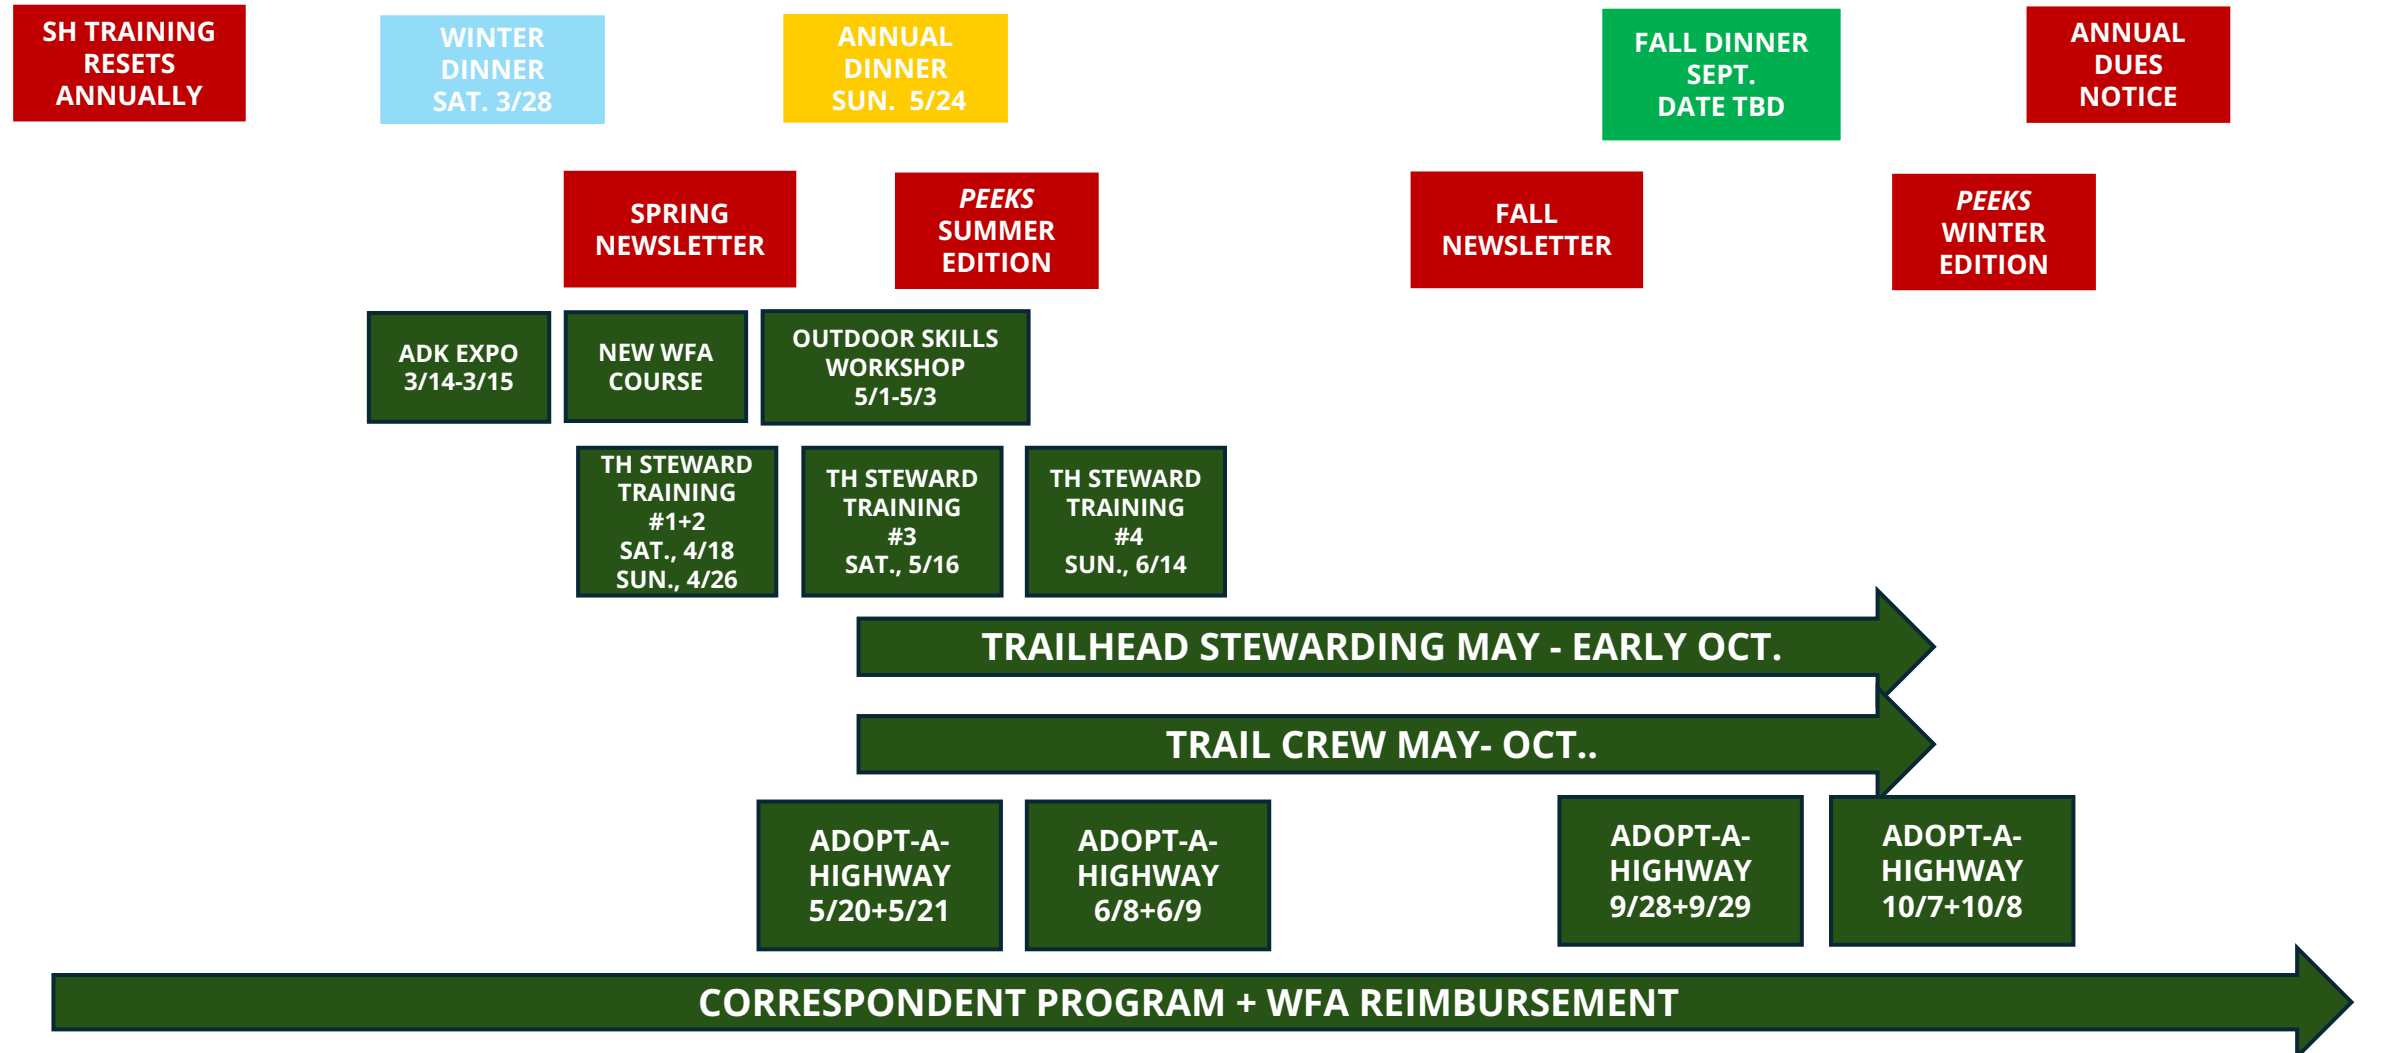 SH TRAINING
RESETS
ANNUALLY
WINTER
DINNER
SAT. 3/28
ANNUAL
DINNER
SUN.  5/24
FALL DINNER
SEPT.
DATE TBD
ANNUAL
DUES
NOTICE
SPRING
NEWSLETTER
PEEKS
SUMMER
EDITION
FALL
NEWSLETTER
PEEKS
WINTER
EDITION
ADK EXPO
3/14-3/15
NEW WFA
COURSE
OUTDOOR SKILLS
WORKSHOP
5/1-5/3
TH STEWARD
TRAINING
#1+2
SAT., 4/18
SUN., 4/26
TH STEWARD
TRAINING
#3
SAT., 5/16
TH STEWARD
TRAINING
#4
SUN., 6/14
TRAILHEAD STEWARDING MAY - EARLY OCT.
TRAIL CREW MAY- OCT..
ADOPT-A-
HIGHWAY
5/20+5/21
ADOPT-A-
HIGHWAY
6/8+6/9
ADOPT-A-
HIGHWAY
9/28+9/29
ADOPT-A-
HIGHWAY
10/7+10/8
CORRESPONDENT PROGRAM + WFA REIMBURSEMENT